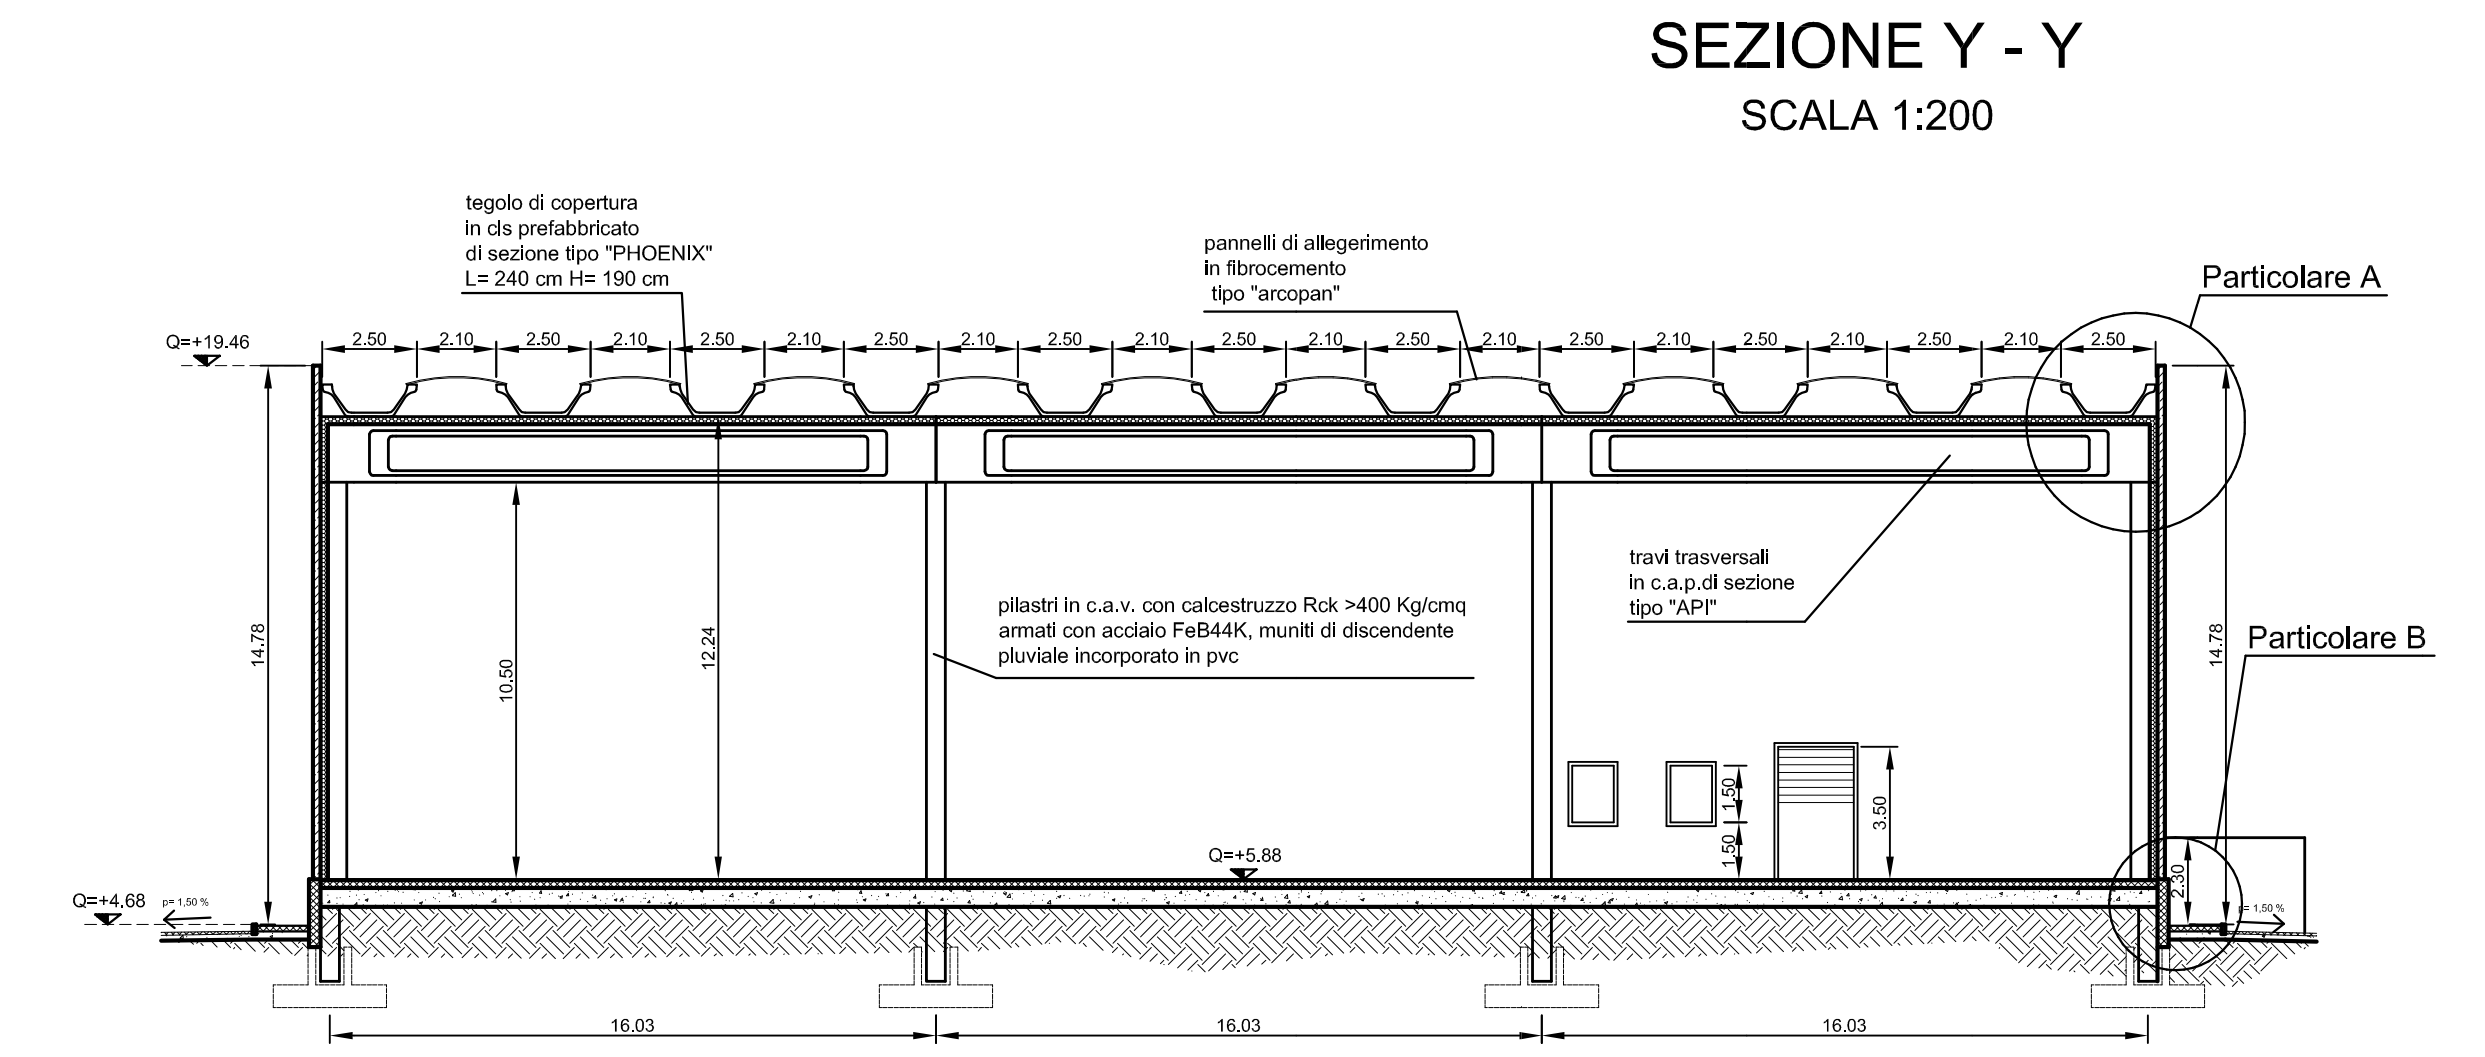 SEZIONE Y - Y
SCALA 1:200
tegolo di copertura
in cls prefabbricato
di sezione tipo "PHOENIX"
L= 240 cm H= 190 cm
pannelli di allegerimento
in fibrocemento
tipo "arcopan"
Particolare A
Q=+19.46
2.50 2.10 2.50 2.10 2.50 2.10 2.50 2.10 2.50 2.10 2.50 2.10 2.50 2.10 2.50 2.10 2.50 2.10 2.50 2.10 2.50
travi trasversali
in c.a.p.di sezione
tipo "API"
pilastri in c.a.v. con calcestruzzo Rck >400 Kg/cmq
armati con acciaio FeB44K, muniti di discendente
pluviale incorporato in pvc
14.78
10.50
12.24
14.78
Particolare B
1.50
1.50
3.50
2.30
Q=+5.88
Q=+4.68
p= 1,50 %
p= 1,50 %
16.03 16.03 16.03